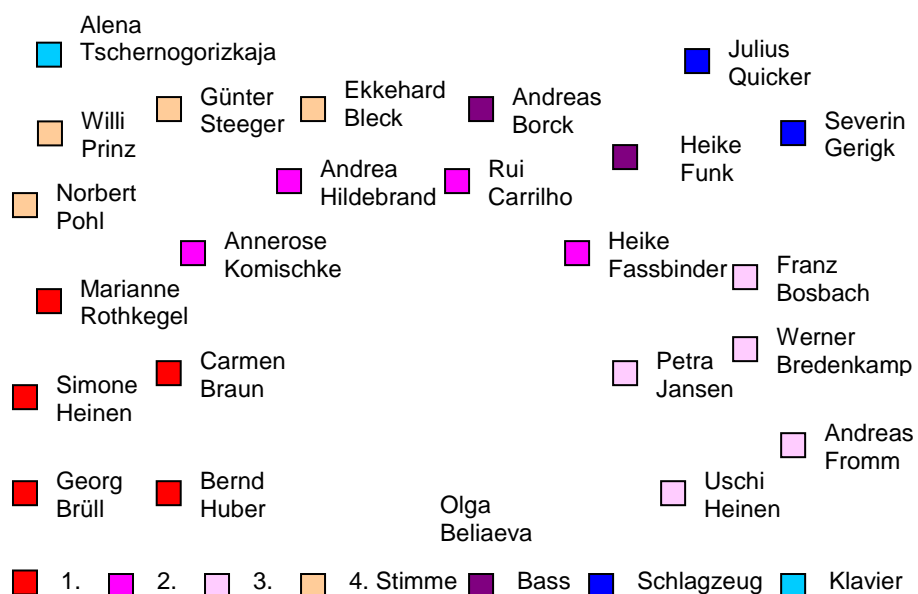 Alena
Tschernogorizkaja
Julius
Quicker
Günter
Steeger
Ekkehard
Bleck
Andreas
Borck
Willi
Prinz
Severin
Gerigk
Heike
Funk
Andrea
Hildebrand
Rui
Carrilho
Norbert
Pohl
Annerose
Komischke
Heike
Fassbinder
Franz
Bosbach
Marianne
Rothkegel
Werner
Bredenkamp
Carmen
Braun
Petra
Jansen
Simone
Heinen
Andreas
Fromm
Georg
Brüll
Bernd
Huber
Uschi
Heinen
Olga
Beliaeva
1. 2. 3. 4. Stimme Bass Schlagzeug Klavier